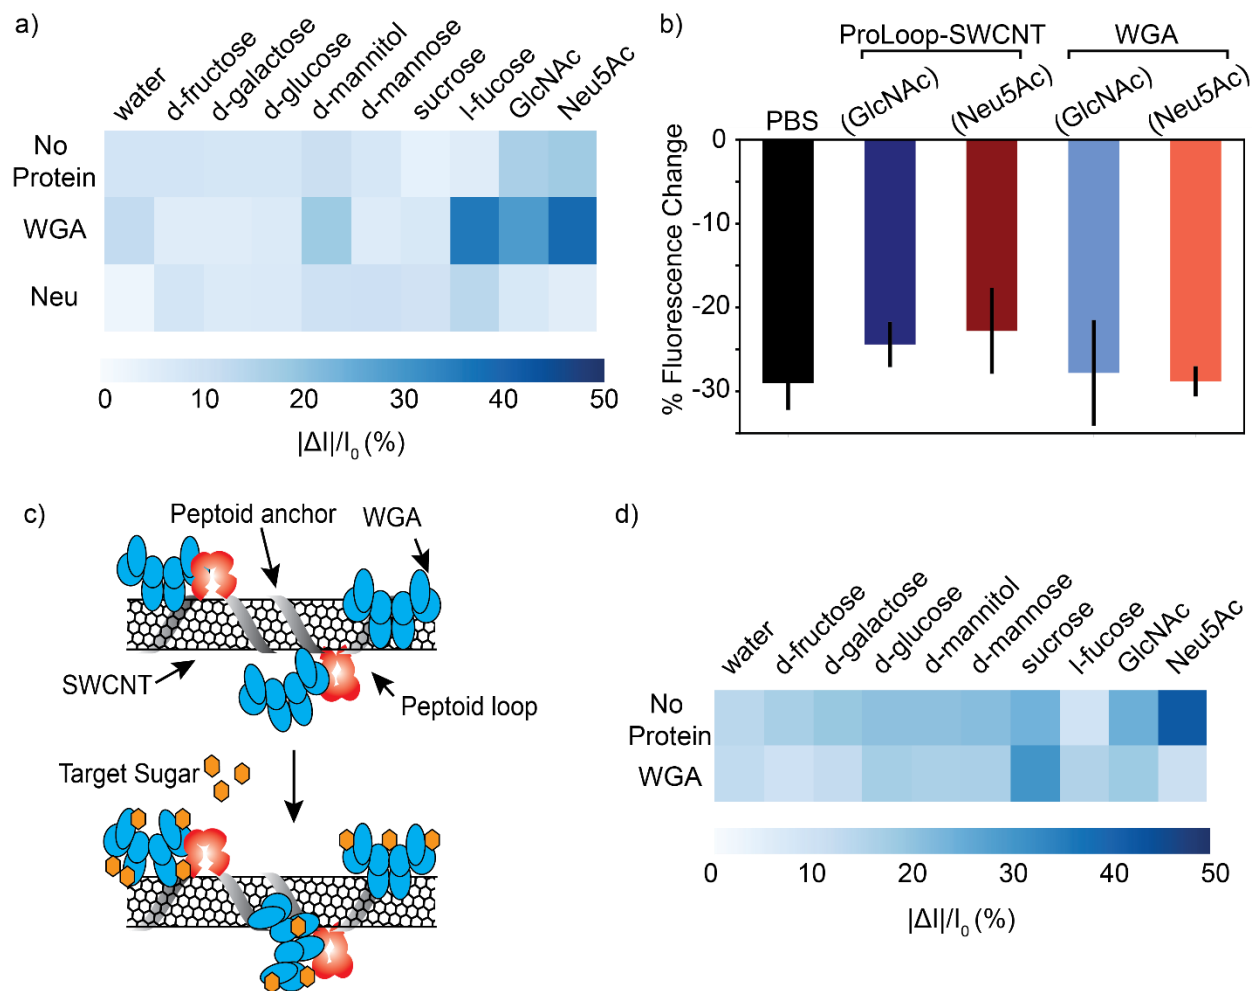 a)
water
d-fructose
d-galactose
d-glucose
d-mannitol
d-mannose
sucrose
l-fucose
GlcNAc
Neu5Ac
No
Protein
WGA
Neu
0 10 20 30 40 50
|ΔI|/I₀ (%)
b)
ProLoop-SWCNT
WGA
PBS
(GlcNAc)
(Neu5Ac)
(GlcNAc)
(Neu5Ac)
% Fluorescence Change
0
-10
-20
-30
c)
Peptoid anchor
WGA
SWCNT
Peptoid loop
Target Sugar
d)
water
d-fructose
d-galactose
d-glucose
d-mannitol
d-mannose
sucrose
l-fucose
GlcNAc
Neu5Ac
No
Protein
WGA
0 10 20 30 40 50
|ΔI|/I₀ (%)